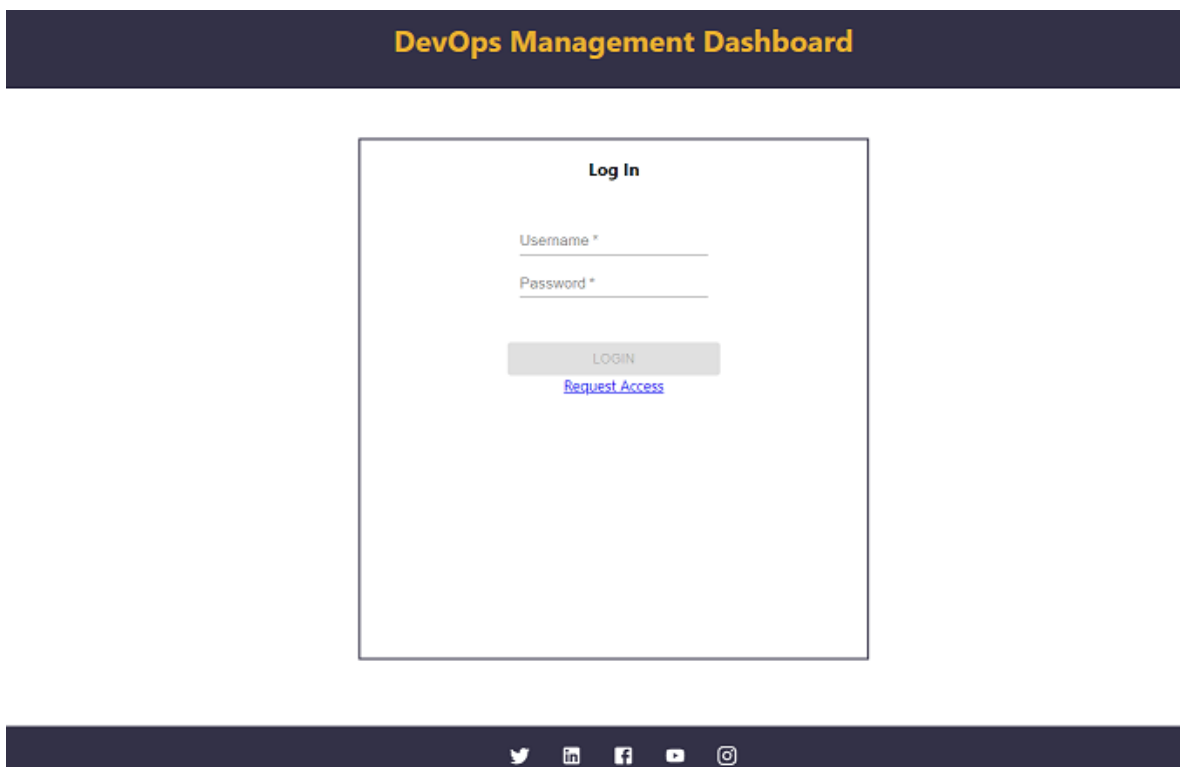 DevOps Management Dashboard
Log In
Username *
Password *
LOGIN
Request Access